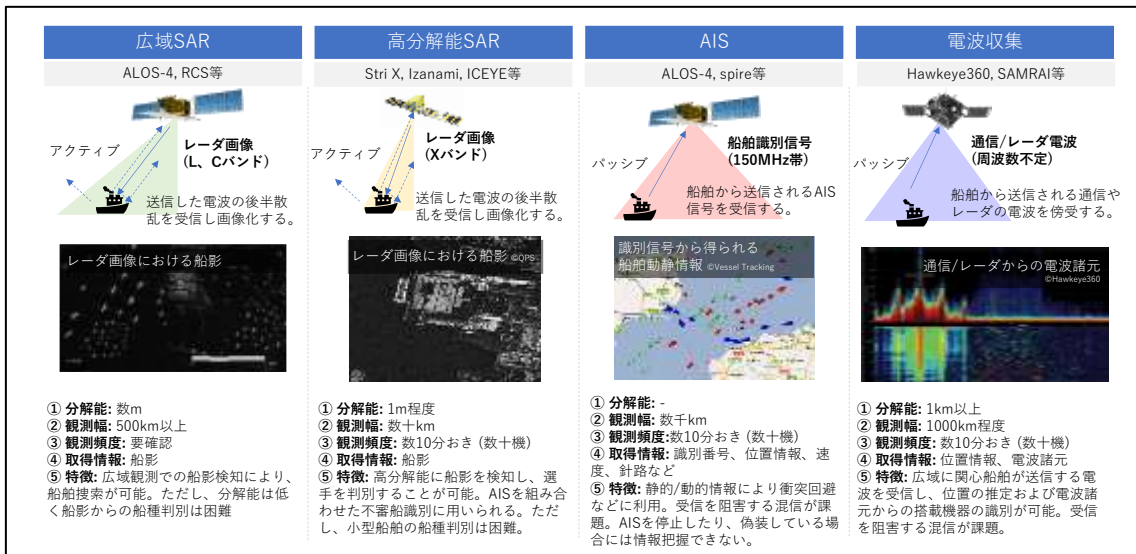 広域SAR
ALOS-4, RCS等
アクティブ
レーダ画像
(L、Cバンド)
送信した電波の後半散
乱を受信し画像化する。
レーダ画像における船影
① 分解能: 数m
② 観測幅: 500km以上
③ 観測頻度: 要確認
④ 取得情報: 船影
⑤ 特徴: 広域観測での船影検知により、
船舶捜索が可能。ただし、分解能は低
く船影からの船種判別は困難
高分解能SAR
Stri X, Izanami, ICEYE等
アクティブ
レーダ画像
(Xバンド)
送信した電波の後半散
乱を受信し画像化する。
レーダ画像における船影 ©QPS
① 分解能: 1m程度
② 観測幅: 数十km
③ 観測頻度: 数10分おき (数十機)
④ 取得情報: 船影
⑤ 特徴: 高分解能に船影を検知し、選
手を判別することが可能。AISを組み合
わせた不審船識別に用いられる。ただ
し、小型船舶の船種判別は困難。
AIS
ALOS-4, spire等
パッシブ
船舶識別信号
(150MHz帯)
船舶から送信されるAIS
信号を受信する。
識別信号から得られる
船舶動静情報 ©Vessel Tracking
① 分解能: -
② 観測幅: 数千km
③ 観測頻度:数10分おき (数十機)
④ 取得情報: 識別番号、位置情報、速
度、針路など
⑤ 特徴: 静的/動的情報により衝突回避
などに利用。受信を阻害する混信が課
題。AISを停止したり、偽装している場
合には情報把握できない。
電波収集
Hawkeye360, SAMRAI等
パッシブ
通信/レーダ電波
(周波数不定)
船舶から送信される通信や
レーダの電波を傍受する。
通信/レーダからの電波諸元
©Hawkeye360
① 分解能: 1km以上
② 観測幅: 1000km程度
③ 観測頻度: 数10分おき (数十機)
④ 取得情報: 位置情報、電波諸元
⑤ 特徴: 広域に関心船舶が送信する電
波を受信し、位置の推定および電波諸
元からの搭載機器の識別が可能。受信
を阻害する混信が課題。